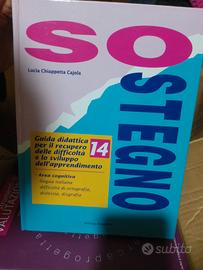 SO
STEGNO
Lucia Chiappetta Cajola
Guida didattica
per il recupero
delle difficoltà
e lo sviluppo
dell'apprendimento
14
Area cognitiva
lingua italiana
difficoltà di ortografia,
dislessia, disgrafia
subito